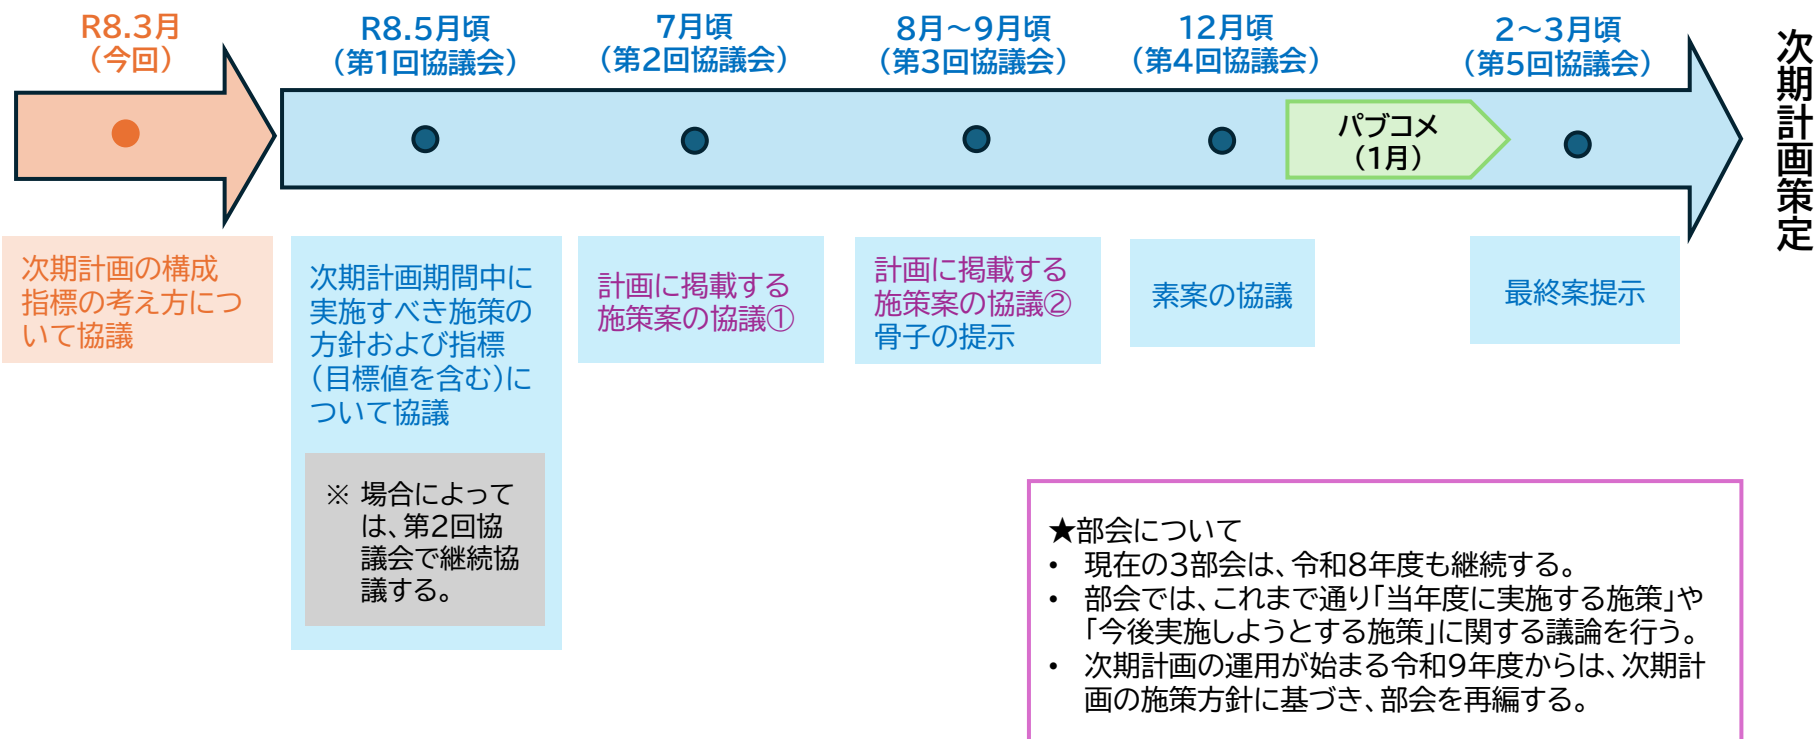 R8.3月
（今回）
R8.5月頃
（第1回協議会）
7月頃
（第2回協議会）
8月～9月頃
（第3回協議会）
12月頃
（第4回協議会）
2～3月頃
（第5回協議会）
パブコメ
（1月）
次期計画策定
次期計画の構成
指標の考え方につ
いて協議
次期計画期間中に
実施すべき施策の
方針および指標
（目標値を含む）に
ついて協議
※ 場合によって
は、第2回協
議会で継続協
議する。
計画に掲載する
施策案の協議①
計画に掲載する
施策案の協議②
骨子の提示
素案の協議
最終案提示
★部会について
• 現在の3部会は、令和8年度も継続する。
• 部会では、これまで通り「当年度に実施する施策」や
「今後実施しようとする施策」に関する議論を行う。
• 次期計画の運用が始まる令和9年度からは、次期計
画の施策方針に基づき、部会を再編する。